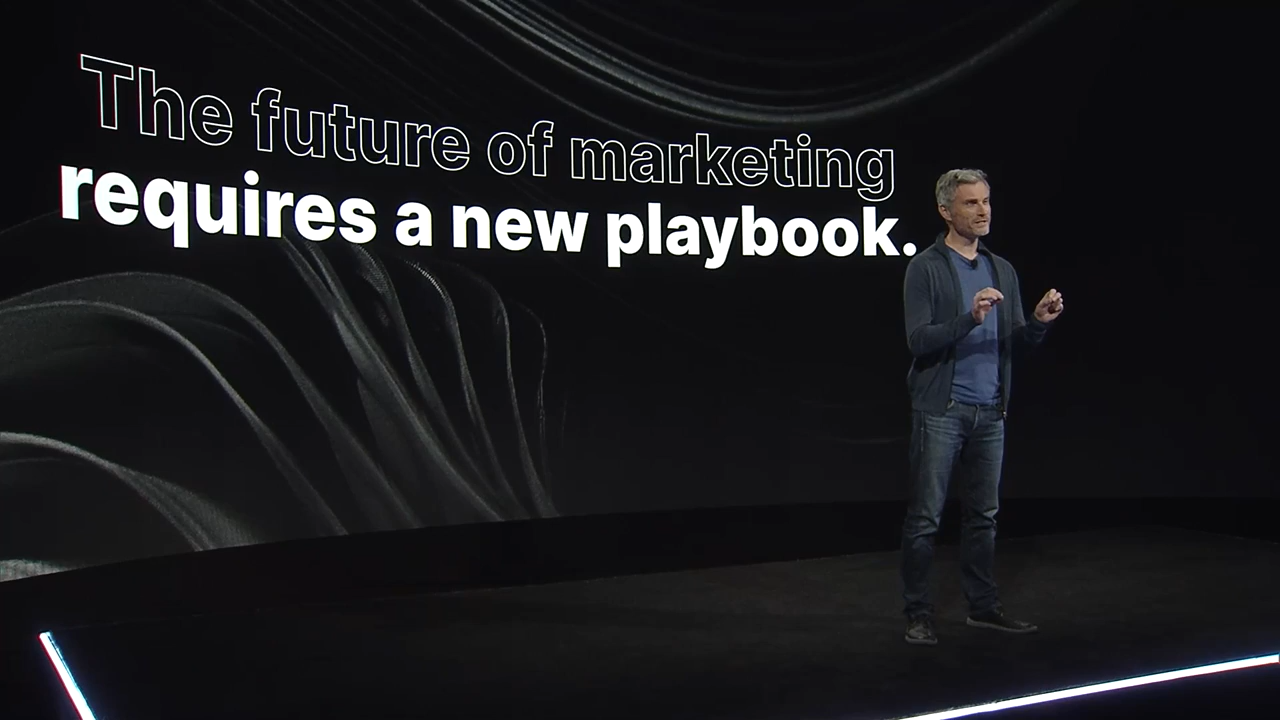 The future of marketing
requires a new playbook.